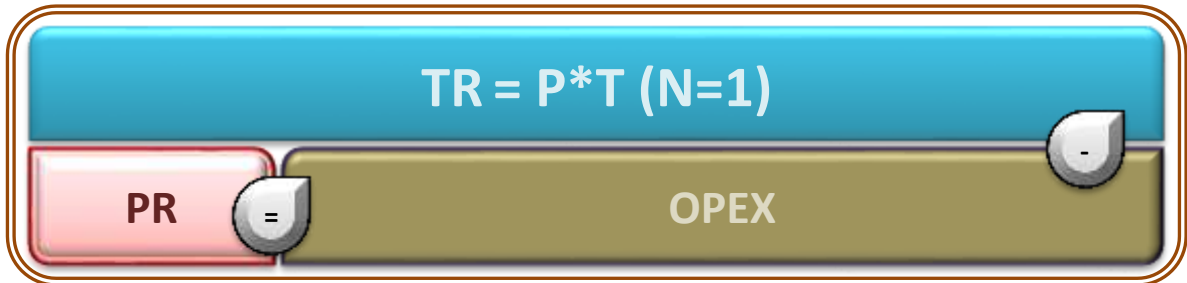 TR = P*T (N=1)
-
PR
=
OPEX